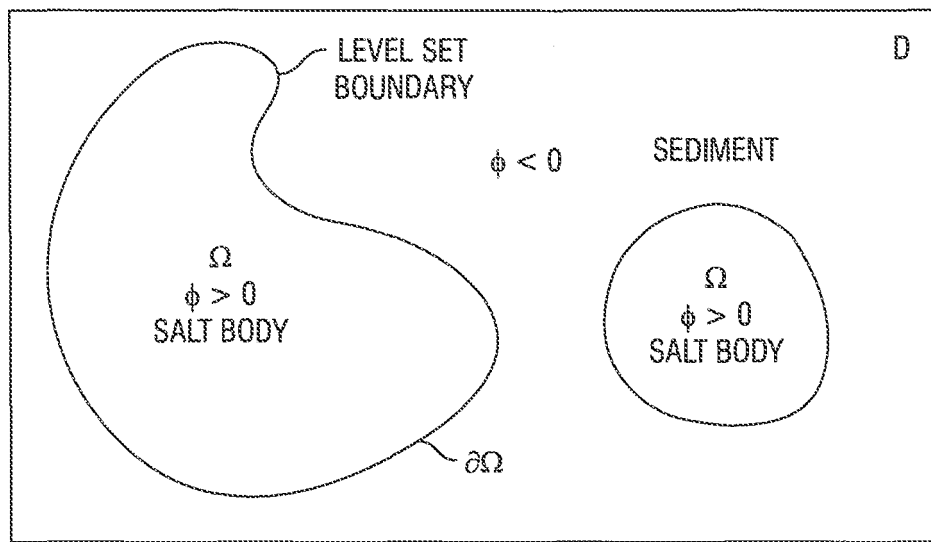 LEVEL SET
BOUNDARY
D
ϕ < 0
SEDIMENT
Ω
ϕ > 0
SALT BODY
Ω
ϕ > 0
SALT BODY
∂Ω